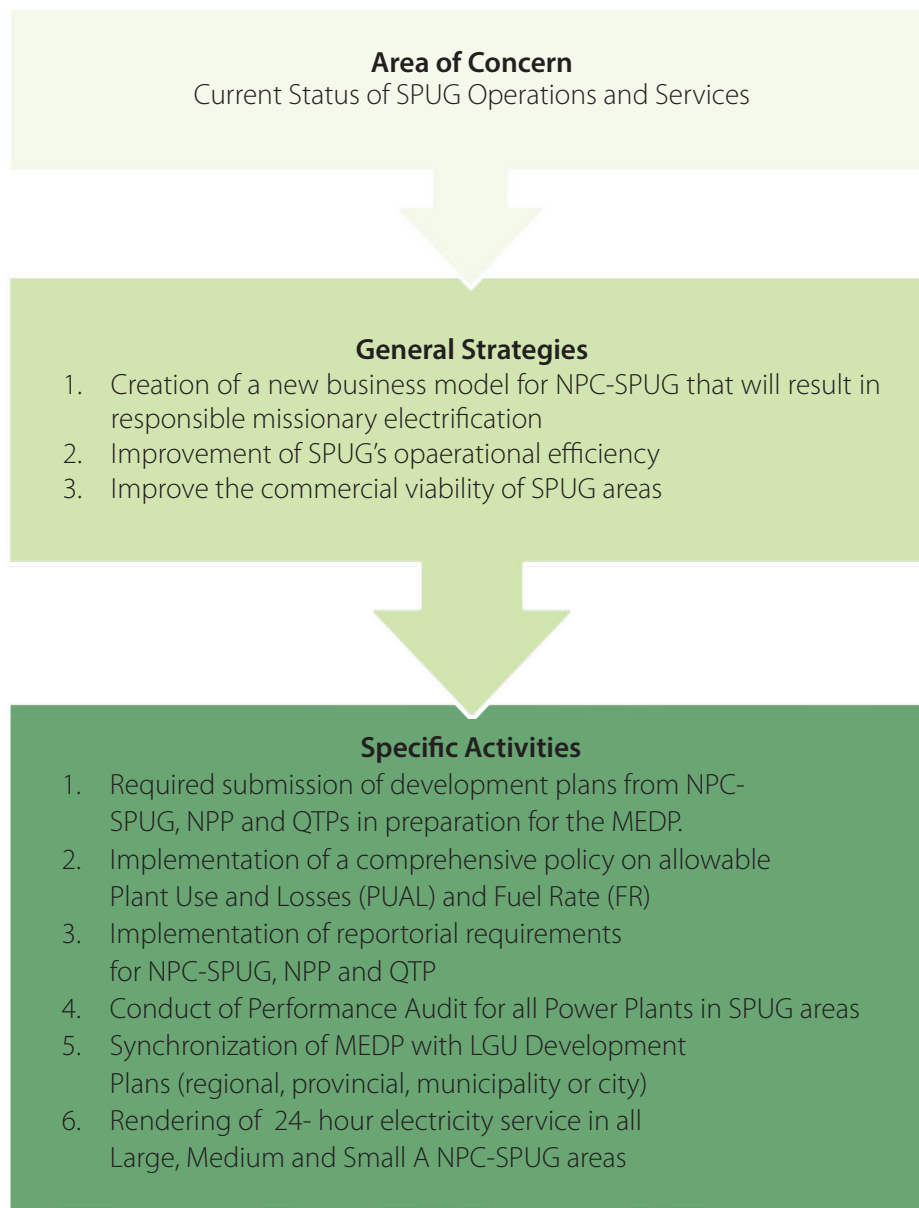 Area of Concern
Current Status of SPUG Operations and Services
General Strategies
1. Creation of a new business model for NPC-SPUG that will result in
responsible missionary electrification
2. Improvement of SPUG's opaerational efficiency
3. Improve the commercial viability of SPUG areas
Specific Activities
1. Required submission of development plans from NPC-
SPUG, NPP and QTPs in preparation for the MEDP.
2. Implementation of a comprehensive policy on allowable
Plant Use and Losses (PUAL) and Fuel Rate (FR)
3. Implementation of reportorial requirements
for NPC-SPUG, NPP and QTP
4. Conduct of Performance Audit for all Power Plants in SPUG areas
5. Synchronization of MEDP with LGU Development
Plans (regional, provincial, municipality or city)
6. Rendering of 24- hour electricity service in all
Large, Medium and Small A NPC-SPUG areas